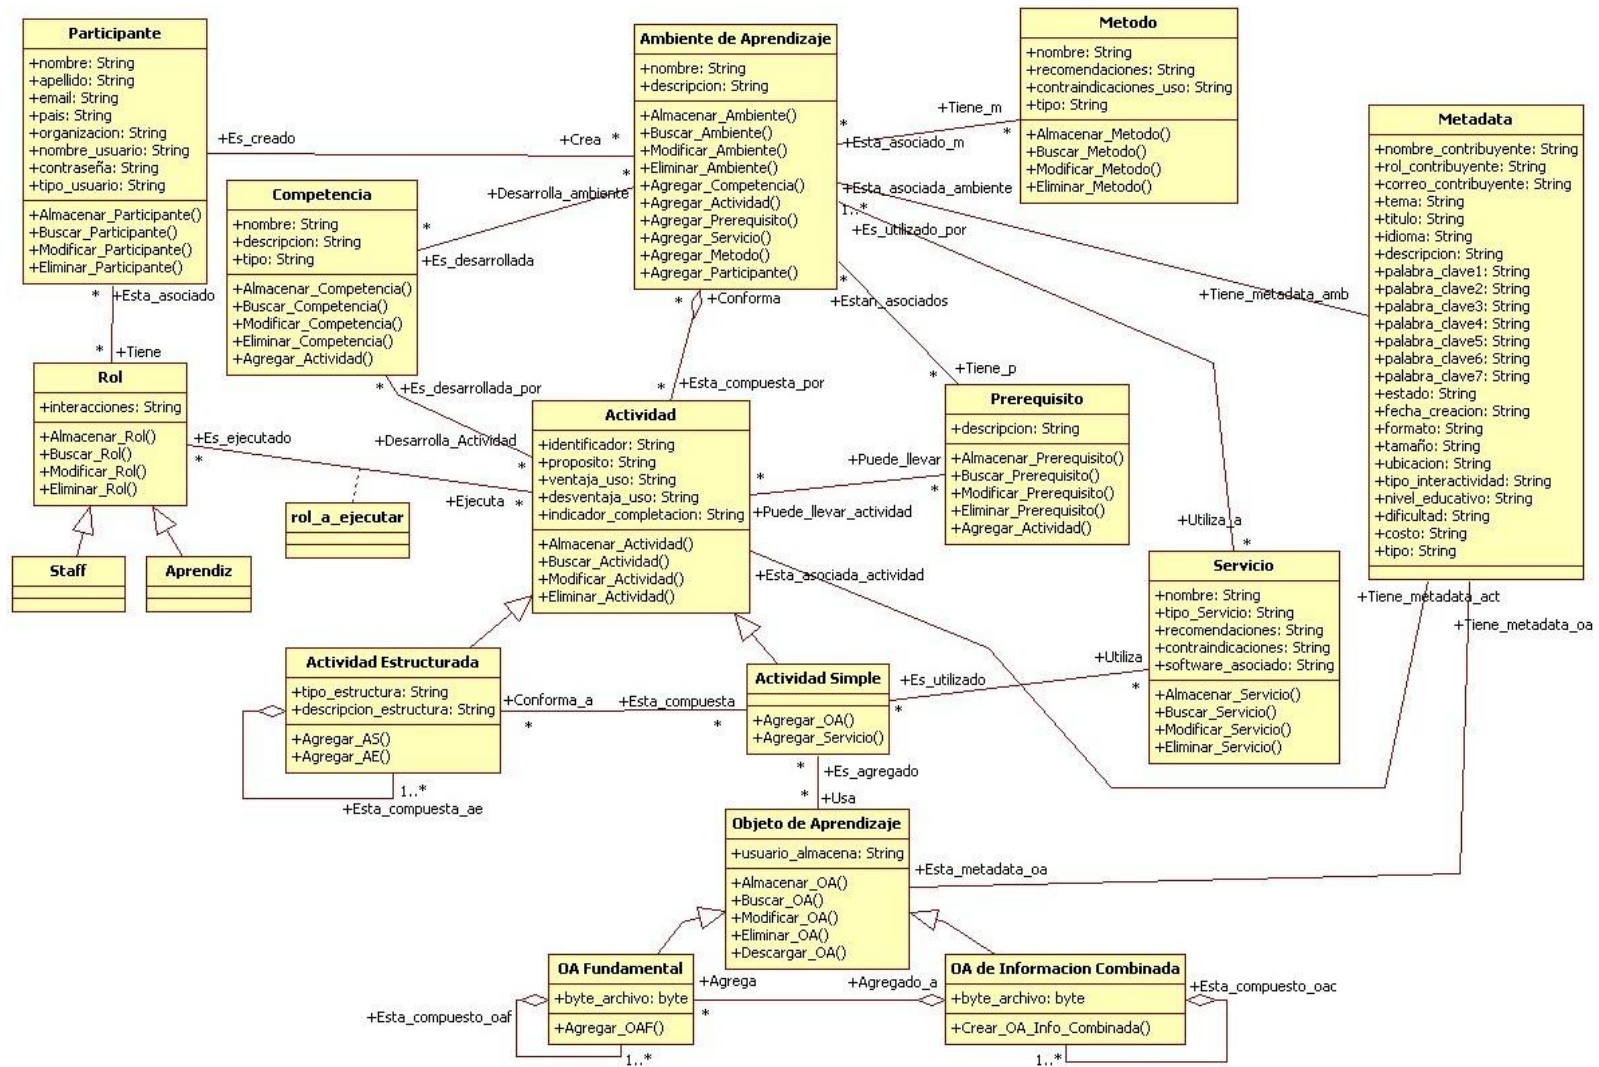 Participante
+nombre: String
+apellido: String
+email: String
+pais: String
+organizacion: String
+nombre_usuario: String
+contraseña: String
+tipo_usuario: String
+Almacenar_Participante()
+Buscar_Participante()
+Modificar_Participante()
+Eliminar_Participante()
+Es_creado
+Crea *
Ambiente de Aprendizaje
+nombre: String
+descripcion: String
+Almacenar_Ambiente()
+Buscar_Ambiente()
+Modificar_Ambiente()
+Eliminar_Ambiente()
+Agregar_Competencia()
+Agregar_Actividad()
+Agregar_Prerequisito()
+Agregar_Servicio()
+Agregar_Metodo()
+Agregar_Participante()
Metodo
+nombre: String
+recomendaciones: String
+contraindicaciones_uso: String
+tipo: String
+Almacenar_Metodo()
+Buscar_Metodo()
+Modificar_Metodo()
+Eliminar_Metodo()
+Tiene_m
*
*
+Esta_asociado_m
Metadata
+nombre_contribuyente: String
+rol_contribuyente: String
+correo_contribuyente: String
+tema: String
+titulo: String
+idioma: String
+descripcion: String
+palabra_clave1: String
+palabra_clave2: String
+palabra_clave3: String
+palabra_clave4: String
+palabra_clave5: String
+palabra_clave6: String
+palabra_clave7: String
+estado: String
+fecha_creacion: String
+formato: String
+tamaño: String
+ubicacion: String
+tipo_interactividad: String
+nivel_educativo: String
+dificultad: String
+costo: String
+tipo: String
+Esta_asociada_ambiente
+Tiene_metadata_amb
1..*
+Es_utilizado_por
+Utiliza_a
*
*
+Estan_asociados
+Tiene_p
*
Competencia
+nombre: String
+descripcion: String
+tipo: String
+Almacenar_Competencia()
+Buscar_Competencia()
+Modificar_Competencia()
+Eliminar_Competencia()
+Agregar_Actividad()
*
+Desarrolla_ambiente
*
+Es_desarrollada
* +Esta_asociado
* +Tiene
Rol
+interacciones: String
+Almacenar_Rol()
+Buscar_Rol()
+Modificar_Rol()
+Eliminar_Rol()
Staff
Aprendiz
+Es_ejecutado
*
+Ejecuta *
rol_a_ejecutar
* +Es_desarrollada_por
+Desarrolla_Actividad
*
* +Conforma
* +Esta_compuesta_por
Actividad
+identificador: String
+proposito: String
+ventaja_uso: String
+desventaja_uso: String
+indicador_completacion: String
+Almacenar_Actividad()
+Buscar_Actividad()
+Modificar_Actividad()
+Eliminar_Actividad()
Prerequisito
+descripcion: String
+Almacenar_Prerequisito()
+Buscar_Prerequisito()
+Modificar_Prerequisito()
+Eliminar_Prerequisito()
+Agregar_Actividad()
+Puede_llevar
*
*
+Puede_llevar_actividad
+Esta_asociada_actividad
+Tiene_metadata_act
+Tiene_metadata_oa
Servicio
+nombre: String
+tipo_Servicio: String
+recomendaciones: String
+contraindicaciones: String
+software_asociado: String
+Almacenar_Servicio()
+Buscar_Servicio()
+Modificar_Servicio()
+Eliminar_Servicio()
+Utiliza
*
+Es_utilizado
*
Actividad Estructurada
+tipo_estructura: String
+descripcion_estructura: String
+Agregar_AS()
+Agregar_AE()
1..*
+Esta_compuesta_ae
+Conforma_a
*
+Esta_compuesta
*
Actividad Simple
+Agregar_OA()
+Agregar_Servicio()
* +Es_agregado
* +Usa
Objeto de Aprendizaje
+usuario_almacena: String
+Almacenar_OA()
+Buscar_OA()
+Modificar_OA()
+Eliminar_OA()
+Descargar_OA()
+Esta_metadata_oa
OA Fundamental
+byte_archivo: byte
+Agregar_OAF()
+Esta_compuesto_oaf
1..*
+Agrega
*
+Agregado_a
OA de Informacion Combinada
+byte_archivo: byte
+Crear_OA_Info_Combinada()
+Esta_compuesto_oac
1..*